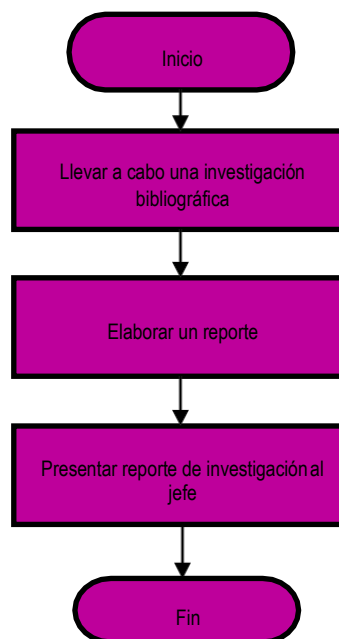 Inicio
Llevar a cabo una investigación
bibliográfica
Elaborar un reporte
Presentar reporte de investigación al
jefe
Fin